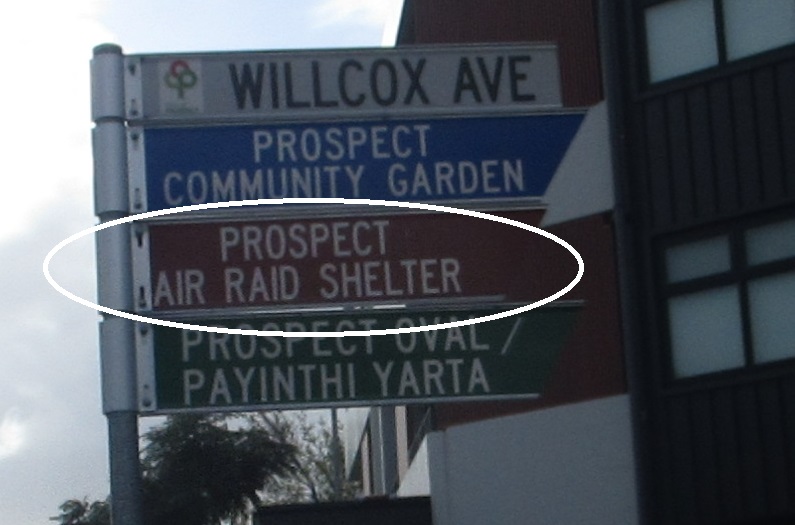 WILLCOX AVE
PROSPECT
COMMUNITY GARDEN
PROSPECT
AIR RAID SHELTER
PROSPECT OVAL /
PAYINTHI YARTA